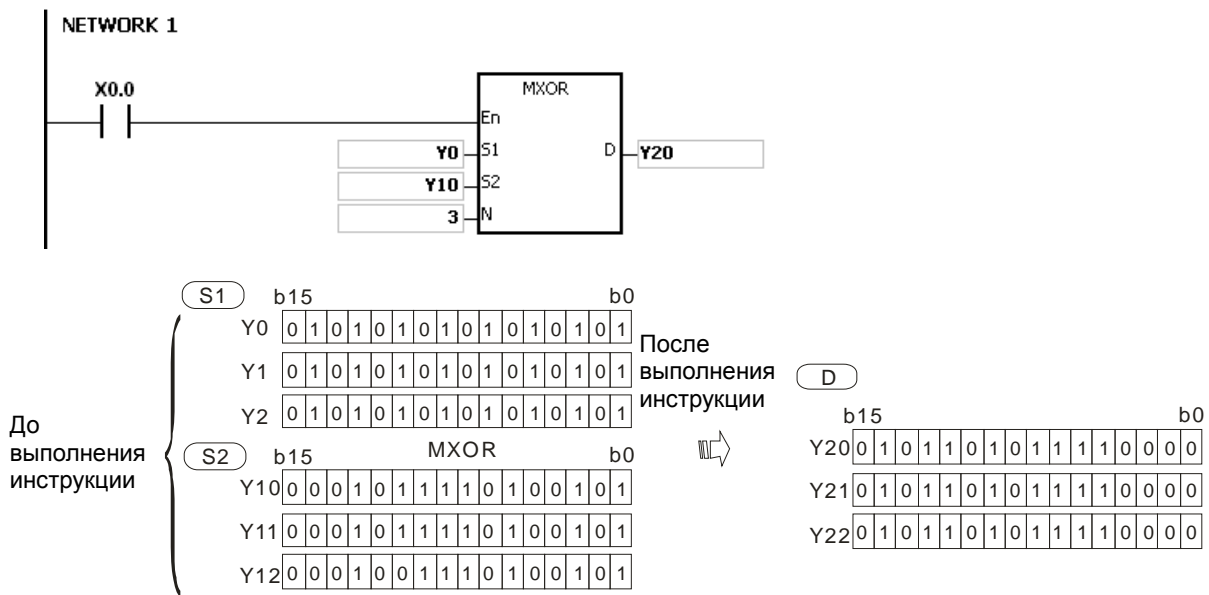 NETWORK 1
X0.0
MXOR
En
Y0 S1 D Y20
Y10 S2
3 N
S1 b15 b0
Y0 0 1 0 1 0 1 0 1 0 1 0 1 0 1 0 1
Y1 0 1 0 1 0 1 0 1 0 1 0 1 0 1 0 1
Y2 0 1 0 1 0 1 0 1 0 1 0 1 0 1 0 1
До
выполнения
инструкции
S2 b15 MXOR b0
Y10 0 0 0 1 0 1 1 1 1 0 1 0 0 1 0 1
Y11 0 0 0 1 0 1 1 1 1 0 1 0 0 1 0 1
Y12 0 0 0 1 0 0 1 1 1 0 1 0 0 1 0 1
После
выполнения
инструкции
D
b15 b0
Y20 0 1 0 1 1 0 1 0 1 1 1 1 0 0 0 0
Y21 0 1 0 1 1 0 1 0 1 1 1 1 0 0 0 0
Y22 0 1 0 1 1 0 1 0 1 1 1 1 0 0 0 0